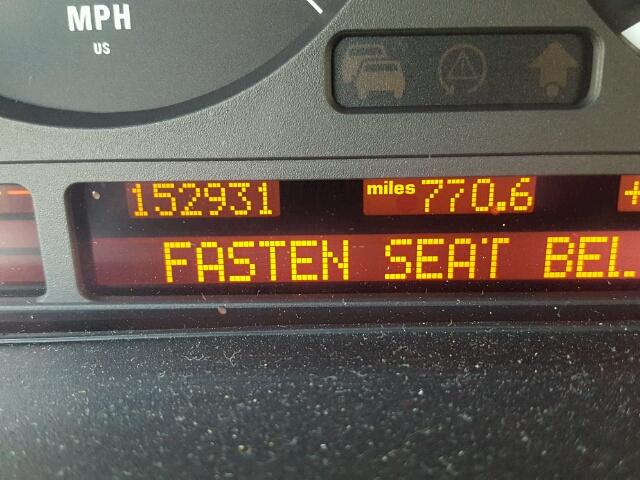 MPH
US
152931 miles 770.6 +
FASTEN SEAT BEL